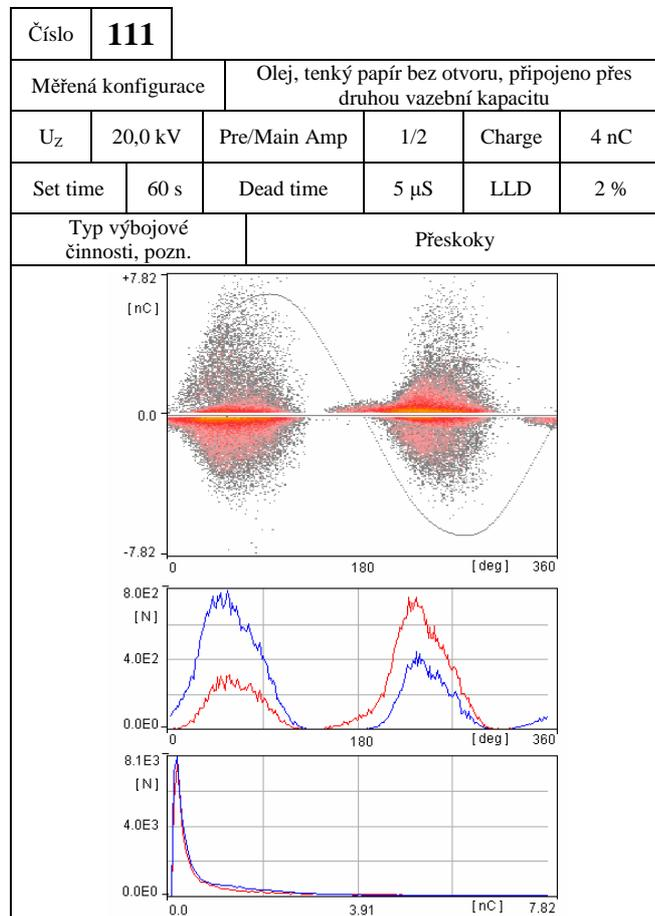 Číslo 111
Měřená konfigurace Olej, tenký papír bez otvoru, připojeno přes
druhou vazební kapacitu
UZ 20,0 kV Pre/Main Amp 1/2 Charge 4 nC
Set time 60 s Dead time 5 μS LLD 2 %
Typ výbojové
činnosti, pozn.
Přeskoky
+7.82
[nC]
0.0
-7.82
0 180 [deg] 360
8.0E2
[N]
4.0E2
0.0E0
0 180 [deg] 360
8.1E3
[N]
4.0E3
0.0E0
0.0 3.91 [nC] 7.82